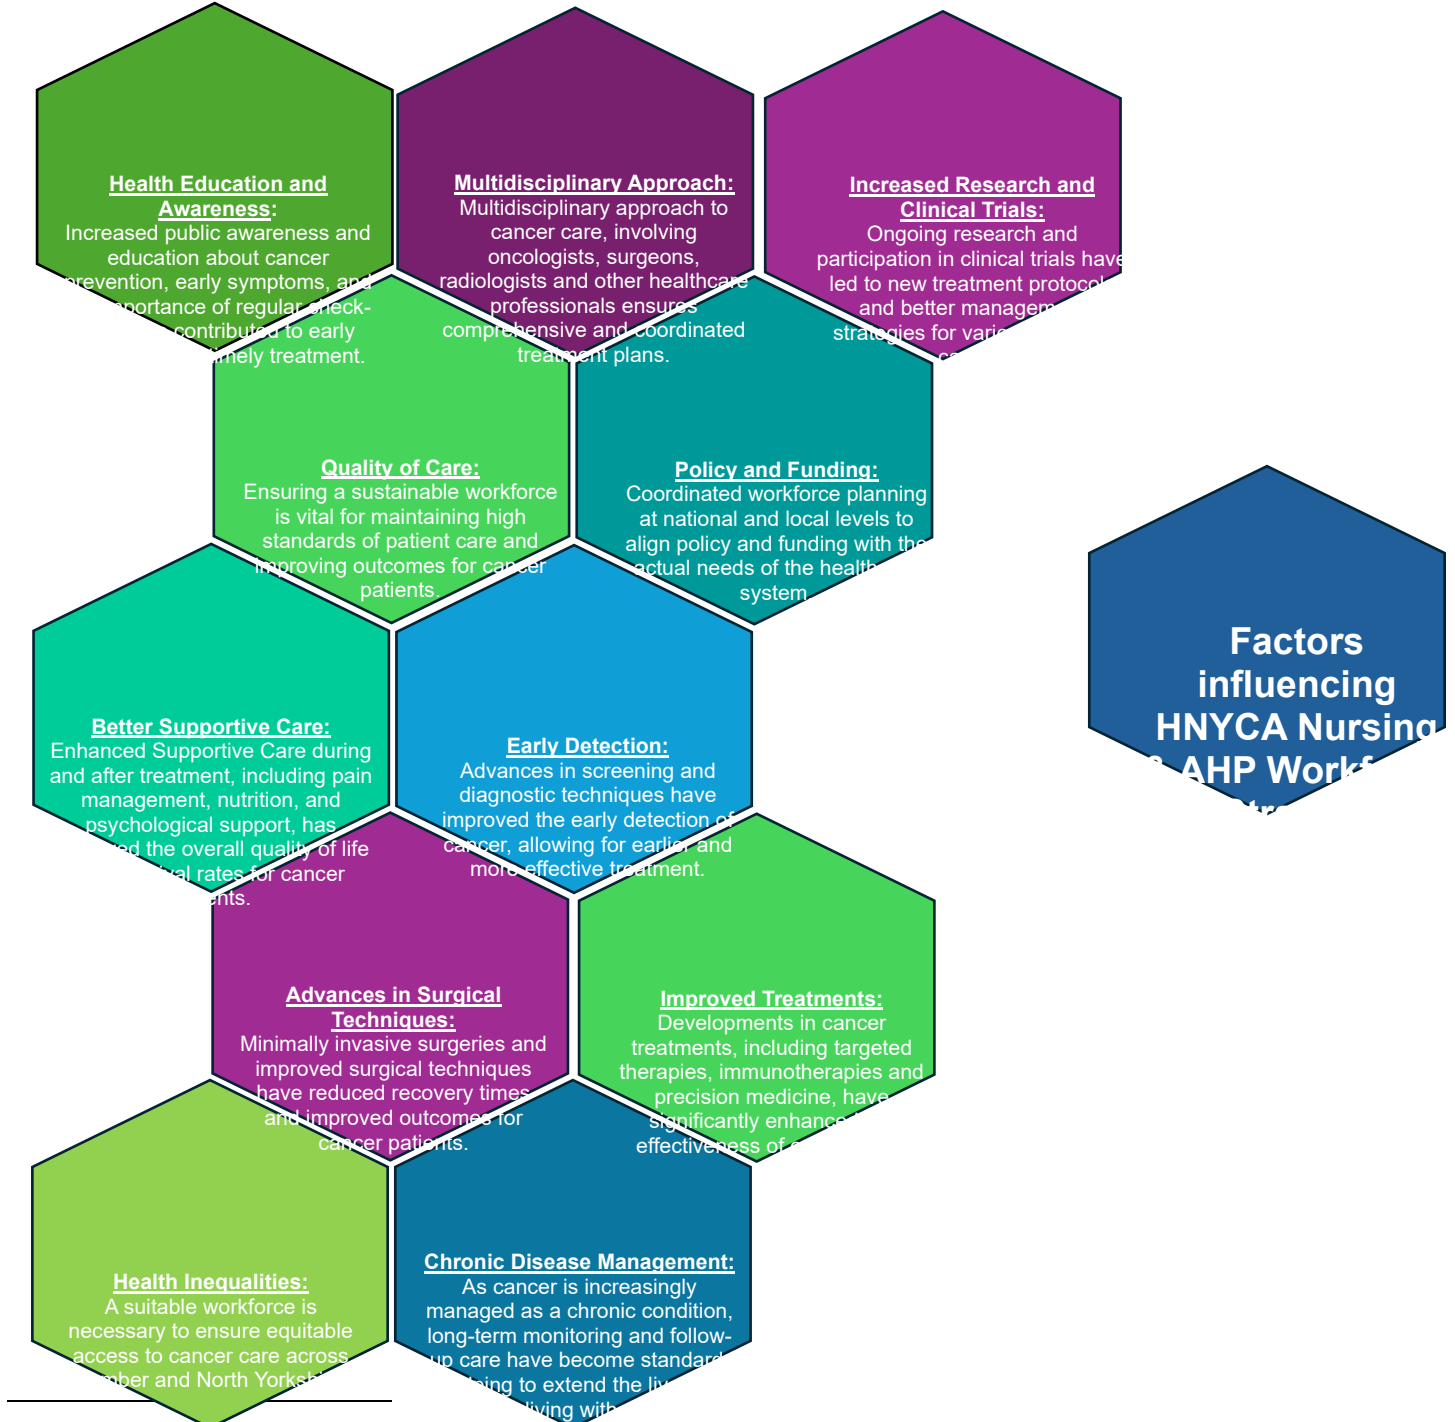 Health Education and
Awareness:
Increased public awareness and
education about cancer
prevention, early symptoms, and
of regular check-
contributed to early
treatment.
Multidisciplinary Approach:
Multidisciplinary approach to
cancer care, involving
oncologists, surgeons,
radiologists and other healthcare
professionals ensures
comprehensive and coordinated
treatment plans.
Increased Research and
Clinical Trials:
Ongoing research and
participation in clinical trials have
led to new treatment protocol
and better
strategies for
Quality of Care:
Ensuring a sustainable workforce
is vital for maintaining high
standards of patient care and
improving outcomes for cancer
patients.
Policy and Funding:
Coordinated workforce planning
at national and local levels to
align policy and funding with the
actual needs of the
system
Better Supportive Care:
Enhanced Supportive Care during
and after treatment, including pain
management, nutrition, and
psychological support, has
the overall quality of life
rates for cancer
Early Detection:
Advances in screening and
diagnostic techniques have
improved the early detection of
cancer, allowing for earlier and
more effective treatment.
Factors
influencing
HNYCA Nursing
& AHP
Advances in Surgical
Techniques:
Minimally invasive surgeries and
improved surgical techniques
have reduced recovery times
and improved outcomes for
cancer patients.
Improved Treatments:
Developments in cancer
treatments, including targeted
therapies, immunotherapies and
precision medicine, have
significantly
effectiveness of
Health Inequalities:
A suitable workforce is
necessary to ensure equitable
access to cancer care across
and North
Chronic Disease Management:
As cancer is increasingly
managed as a chronic condition,
long-term monitoring and follow-
up care have become standard
to extend the
living with